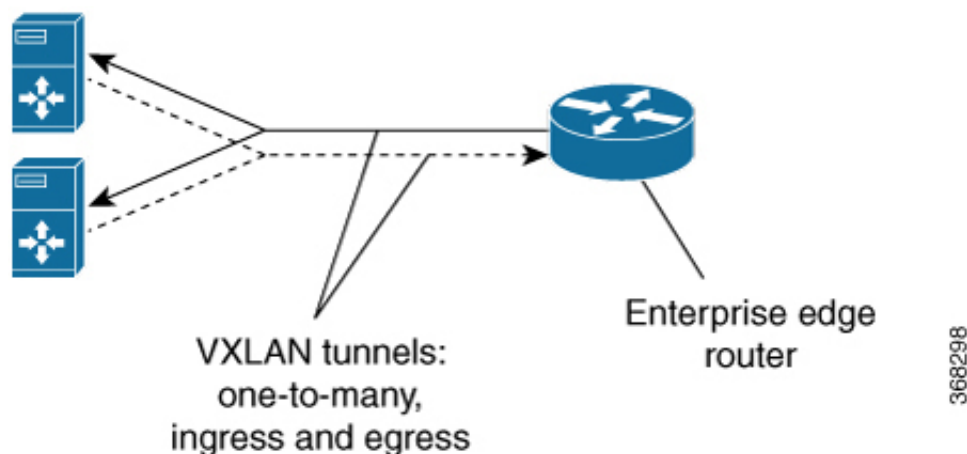 VXLAN tunnels:
one-to-many,
ingress and egress
Enterprise edge
router
368298